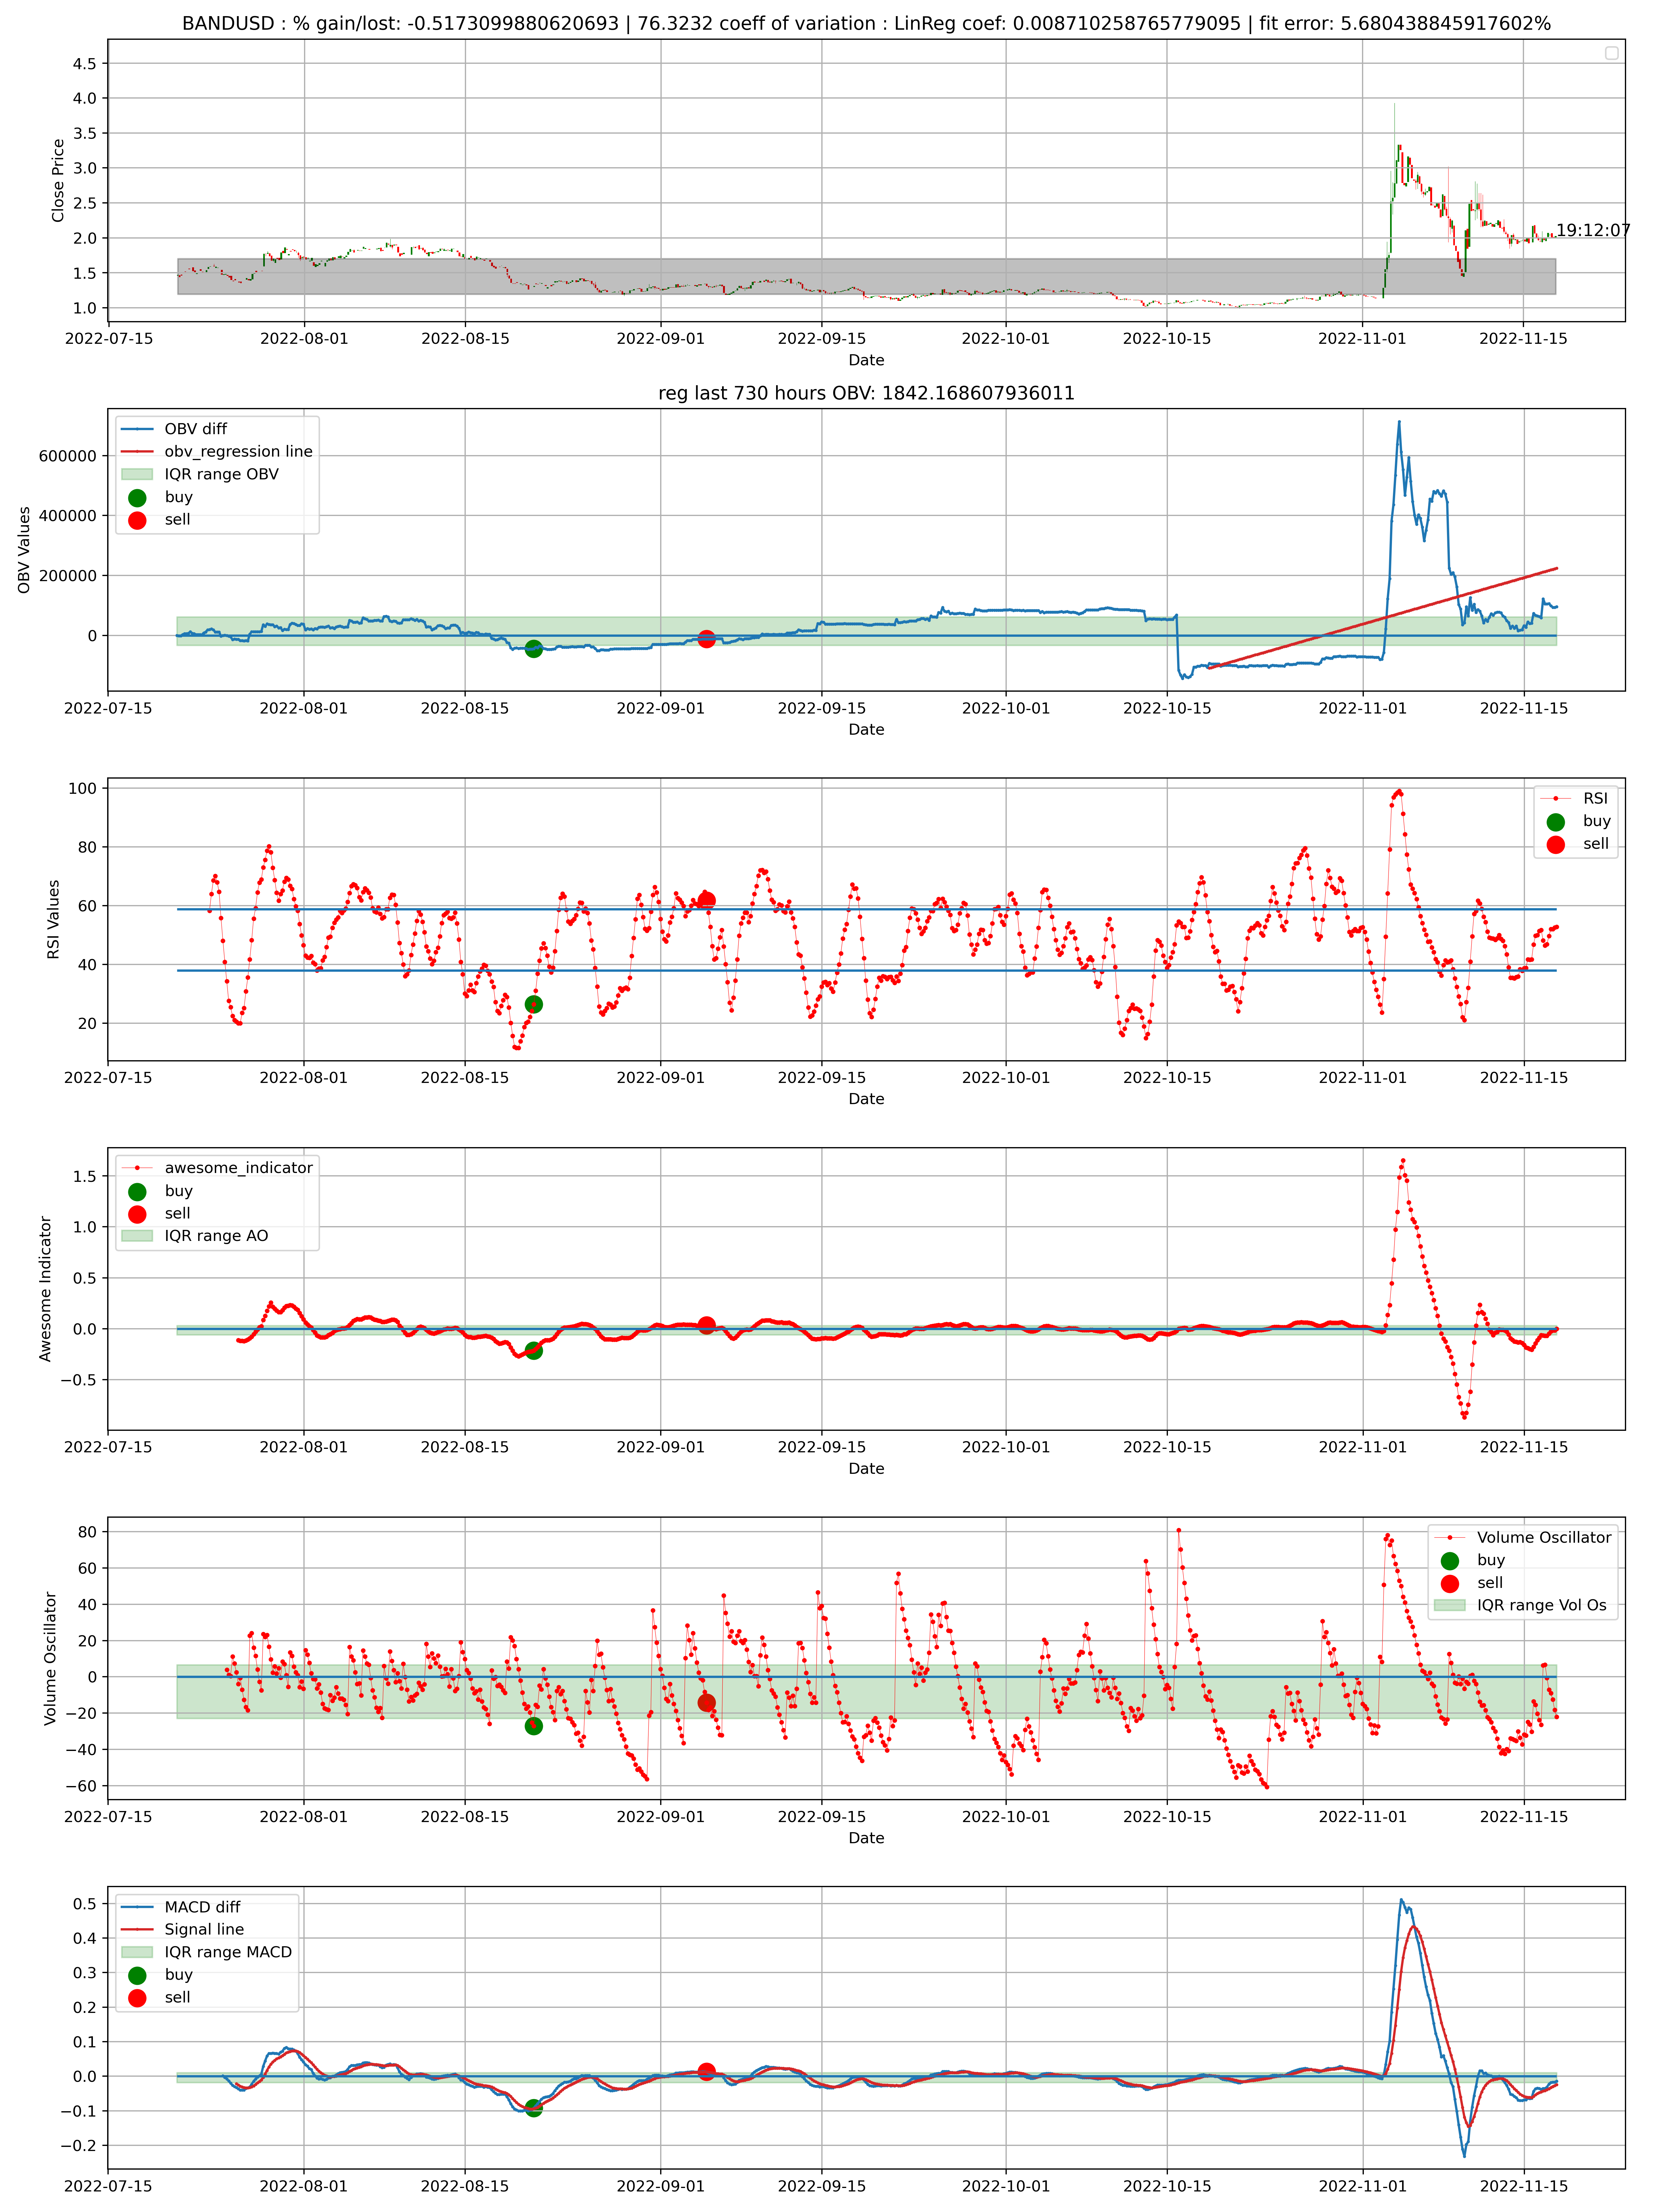 BANDUSD : % gain/lost: -0.5173099880620693 | 76.3232 coeff of variation : LinReg coef: 0.008710258765779095 | fit error: 5.680438845917602%
4.5
4.0
3.5
3.0
2.5
2.0
1.5
1.0
Close Price
19:12:07
2022-07-15 2022-08-01 2022-08-15 2022-09-01 2022-09-15 2022-10-01 2022-10-15 2022-11-01 2022-11-15
Date
reg last 730 hours OBV: 1842.168607936011
OBV diff
obv_regression line
IQR range OBV
buy
sell
600000
400000
200000
0
OBV Values
2022-07-15 2022-08-01 2022-08-15 2022-09-01 2022-09-15 2022-10-01 2022-10-15 2022-11-01 2022-11-15
Date
RSI
buy
sell
100
80
60
40
20
RSI Values
2022-07-15 2022-08-01 2022-08-15 2022-09-01 2022-09-15 2022-10-01 2022-10-15 2022-11-01 2022-11-15
Date
awesome_indicator
buy
sell
IQR range AO
1.5
1.0
0.5
0.0
−0.5
Awesome Indicator
2022-07-15 2022-08-01 2022-08-15 2022-09-01 2022-09-15 2022-10-01 2022-10-15 2022-11-01 2022-11-15
Date
Volume Oscillator
buy
sell
IQR range Vol Os
80
60
40
20
0
−20
−40
−60
Volume Oscillator
2022-07-15 2022-08-01 2022-08-15 2022-09-01 2022-09-15 2022-10-01 2022-10-15 2022-11-01 2022-11-15
Date
MACD diff
Signal line
IQR range MACD
buy
sell
0.5
0.4
0.3
0.2
0.1
0.0
−0.1
−0.2
2022-07-15 2022-08-01 2022-08-15 2022-09-01 2022-09-15 2022-10-01 2022-10-15 2022-11-01 2022-11-15